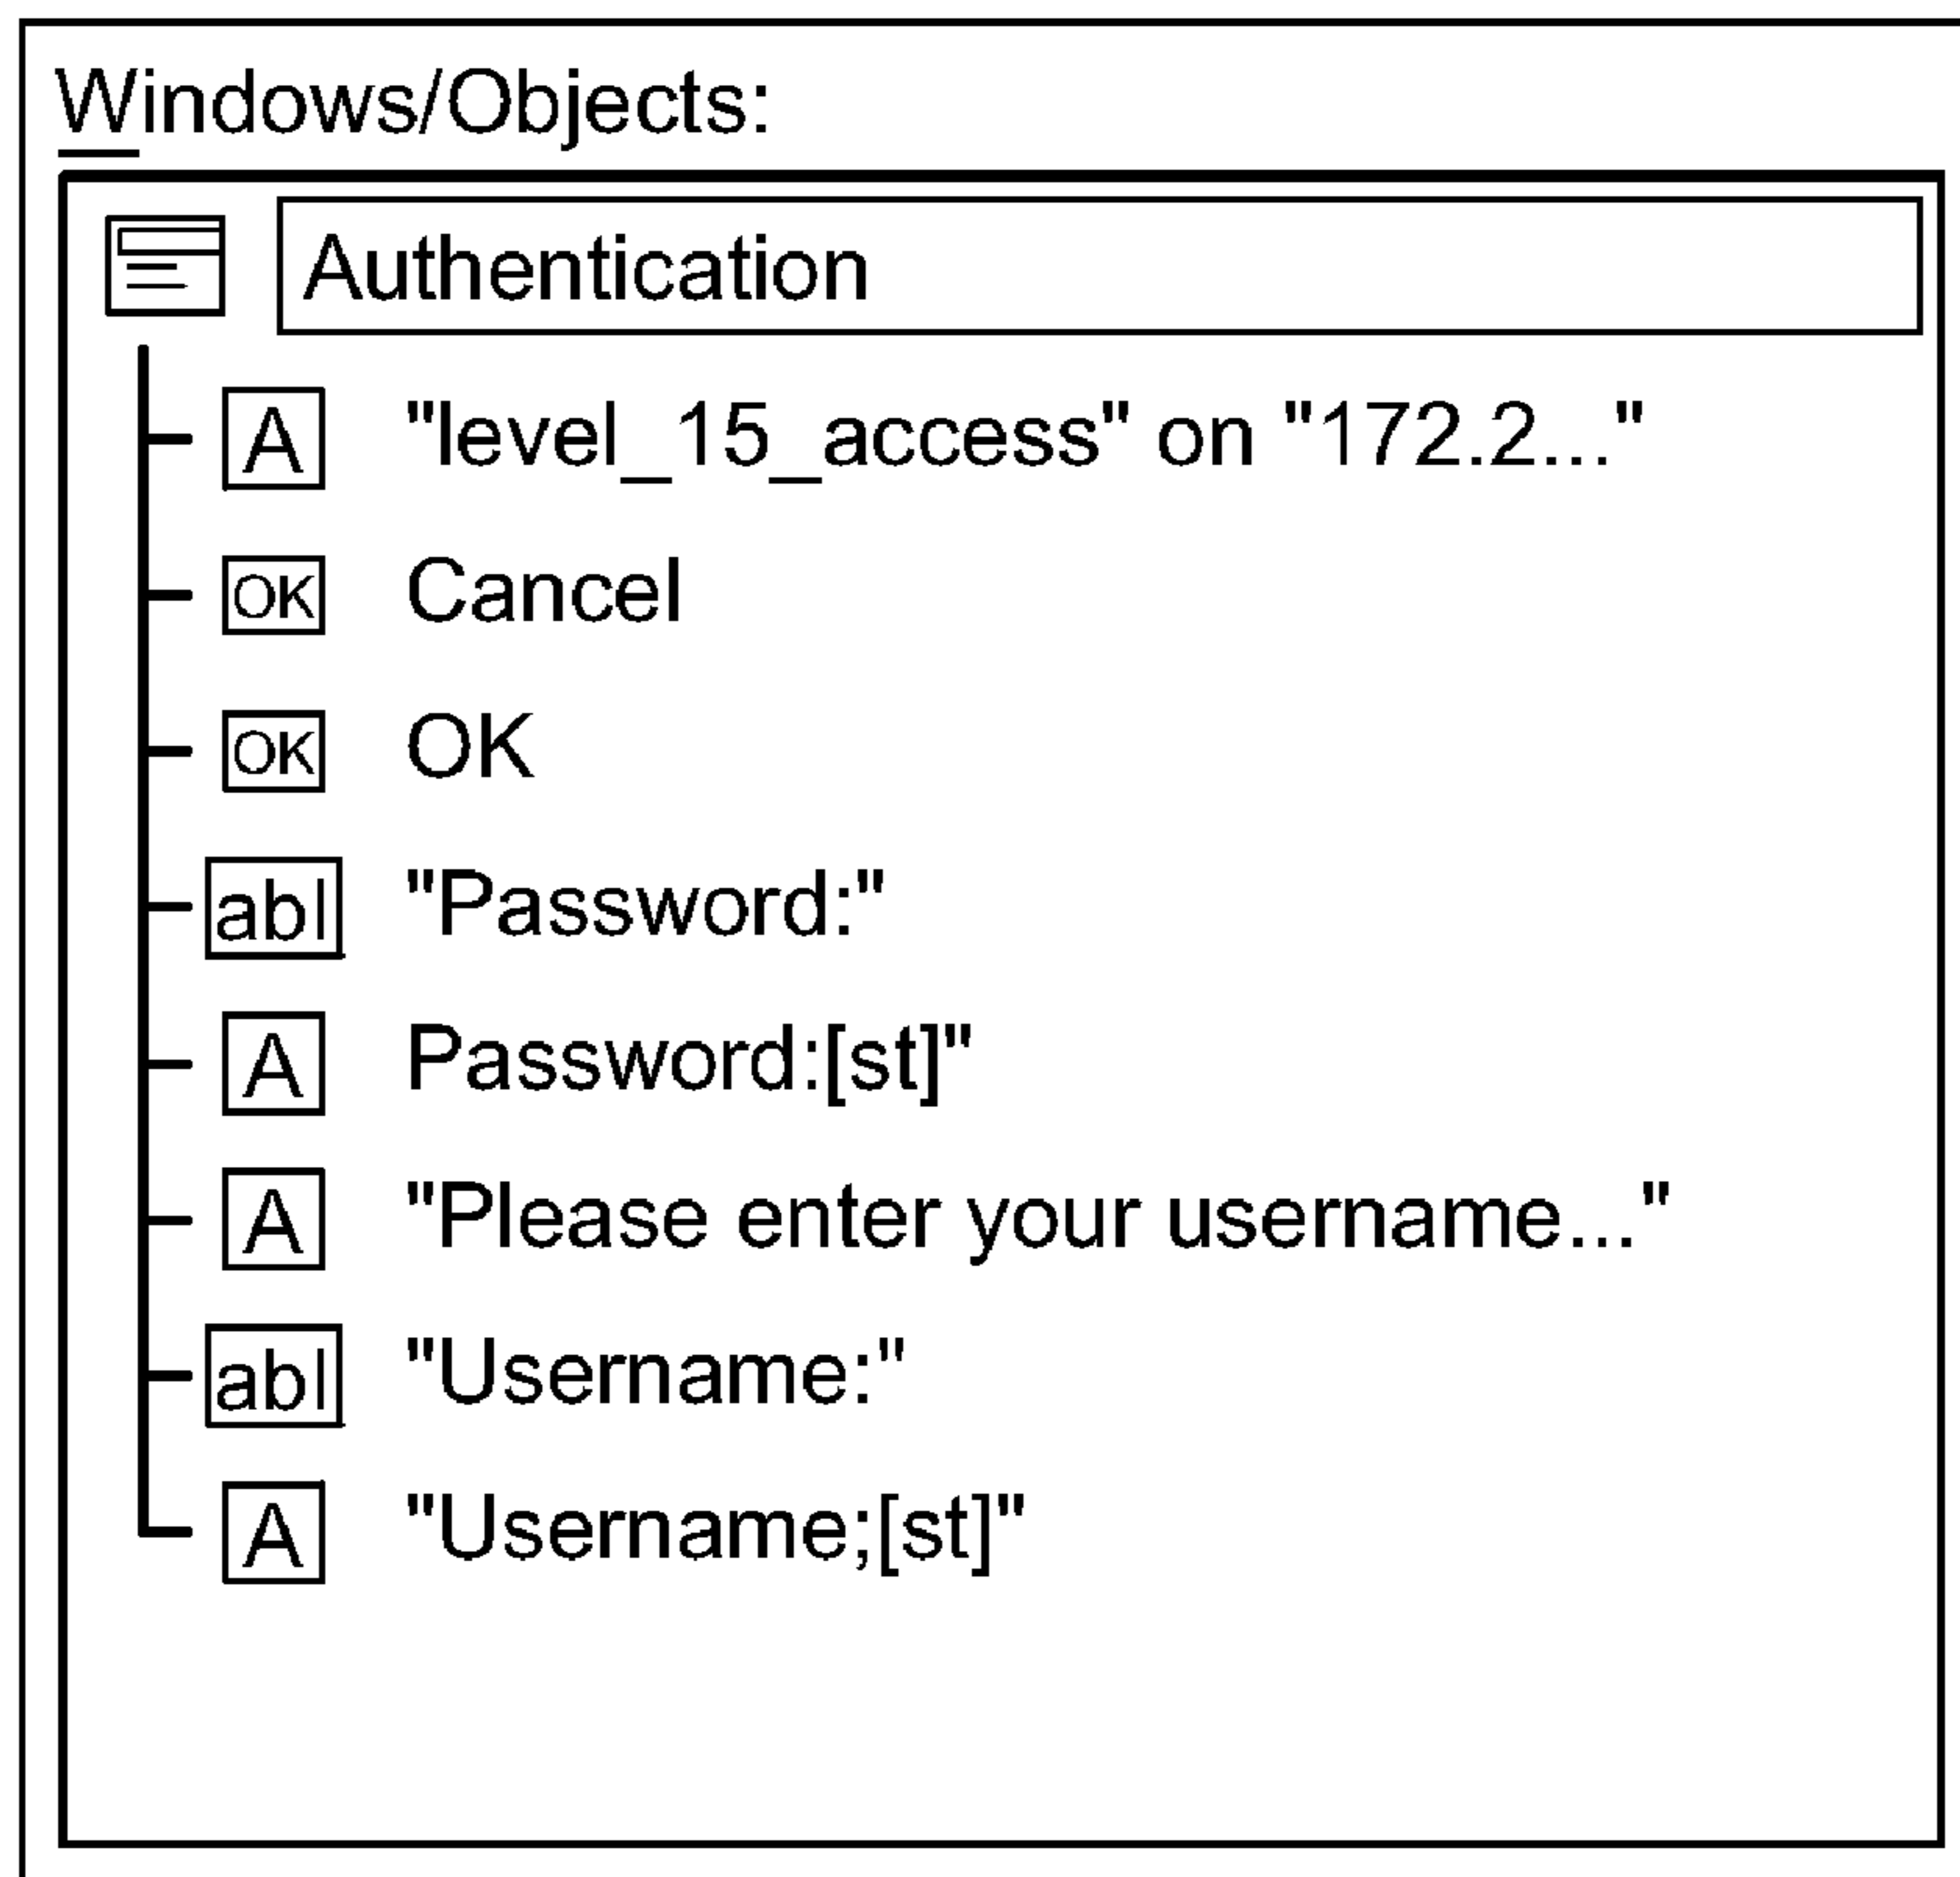 Windows/Objects:
Authentication
A "level_15_access" on "172.2..."
OK Cancel
OK OK
abl "Password:"
A Password:[st]"
A "Please enter your username..."
abl "Username:"
A "Username;[st]"